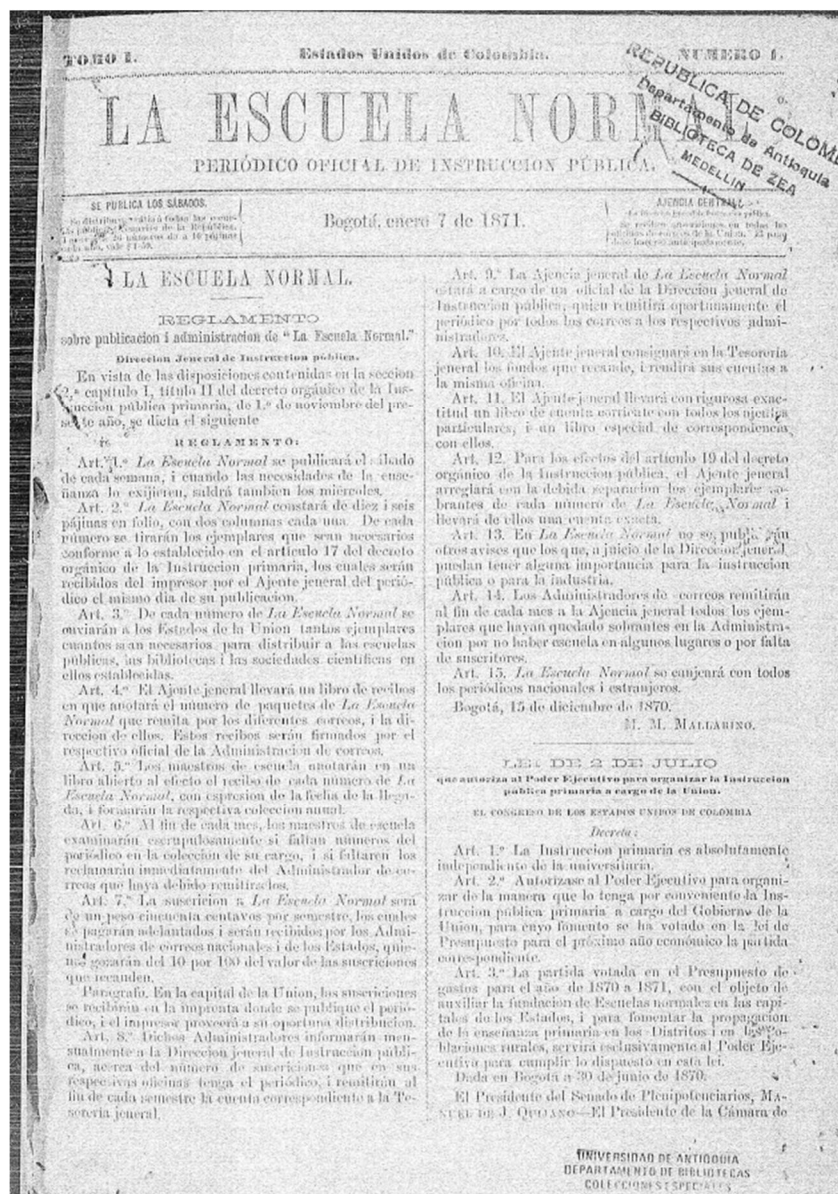 TOMO I.
Estados Unidos de Colombia.
NUMERO 1.
LA ESCUELA NORMAL
PERIÓDICO OFICIAL DE INSTRUCCION PÚBLICA.
REPUBLICA DE COLOM
Departamento de Antioquia
BIBLIOTECA DE ZEA
MEDELLIN
SE PUBLICA LOS SÁBADOS.
Bogotá, enero 7 de 1871.
AJENCIA CENTRAL
LA ESCUELA NORMAL.
REGLAMENTO
sobre publicacion i administracion de "La Escuela Normal."
Direccion Jeneral de Instruccion pública.
En vista de las disposiciones contenidas en la seccion
2.ª capítulo I, título II del decreto orgánico de la Ins-
truccion pública primaria, de 1.º de noviembre del pre-
sente año, se dicta el siguiente
REGLAMENTO:
Art. 1.º La Escuela Normal se publicará el sábado
de cada semana, i cuando las necesidades de la ense-
ñanza lo exijieren, saldrá tambien los miércoles.
Art. 2.º La Escuela Normal constará de diez i seis
pájinas en folio, con dos columnas cada una. De cada
número se tirarán los ejemplares que sean necesarios
conforme a lo establecido en el artículo 17 del decreto
orgánico de la Instruccion primaria, los cuales serán
recibidos del impresor por el Ajente jeneral del perió-
dico el mismo dia de su publicacion.
Art. 3.º De cada número de La Escuela Normal se
enviarán a los Estados de la Union tantos ejemplares
cuantos sean necesarios para distribuir a las escuelas
públicas, las bibliotecas i las sociedades científicas en
ellos establecidas.
Art. 4.º El Ajente jeneral llevará un libro de recibos
en que anotará el número de paquetes de La Escuela
Normal que remita por los diferentes correos, i la di-
reccion de ellos. Estos recibos serán firmados por el
respectivo oficial de la Administracion de correos.
Art. 5.º Los maestros de escuela anotarán en un
libro abierto al efecto el recibo de cada número de La
Escuela Normal, con espresion de la fecha de la llega-
da, i formarán la respectiva coleccion anual.
Art. 6.º Al fin de cada mes, los maestros de escuela
examinarán escrupulosamente si faltan números del
periódico en la coleccion de su cargo, i si faltaren los
reclamarán inmediatamente del Administrador de co-
rreos que haya debido remitirlos.
Art. 7.º La suscricion a La Escuela Normal será
de un peso cincuenta centavos por semestre, los cuales
se pagarán adelantados i serán recibidos por los Admi-
nistradores de correos nacionales i de los Estados, quie-
nes gozarán del 10 por 100 del valor de las suscriciones
que recauden.
Parágrafo. En la capital de la Union, las suscriciones
se recibirán en la imprenta donde se publique el perió-
dico, i el impresor proveerá a su oportuna distribucion.
Art. 8.º Dichos Administradores informarán men-
sualmente a la Direccion jeneral de Instruccion públi-
ca, acerca del número de suscriciones que en sus
respectivas oficinas tenga el periódico, i remitirán al
fin de cada semestre la cuenta correspondiente a la Te-
sorería jeneral.
Art. 9.º La Ajencia jeneral de La Escuela Normal
estará a cargo de un oficial de la Direccion jeneral de
Instruccion pública, quien remitirá oportunamente el
periódico por todos los correos a los respectivos admi-
nistradores.
Art. 10. El Ajente jeneral consignará en la Tesorería
jeneral los fondos que recaude, i rendirá sus cuentas a
la misma oficina.
Art. 11. El Ajente jeneral llevará con rigurosa exac-
titud un libro de cuenta corriente con todos los ajentes
particulares, i un libro especial de correspondencia
con ellos.
Art. 12. Para los efectos del artículo 19 del decreto
orgánico de la Instruccion pública, el Ajente jeneral
arreglará con la debida separacion los ejemplares so-
brantes de cada número de La Escuela Normal i
llevará de ellos una cuenta exacta.
Art. 13. En La Escuela Normal no se publicarán
otros avisos que los que, a juicio de la Direccion jeneral,
puedan tener alguna importancia para la instruccion
pública o para la industria.
Art. 14. Los Administradores de correos remitirán
al fin de cada mes a la Ajencia jeneral todos los ejem-
plares que hayan quedado sobrantes en la Administra-
cion por no haber escuela en algunos lugares o por falta
de suscritores.
Art. 15. La Escuela Normal se canjeará con todos
los periódicos nacionales i estranjeros.
Bogotá, 15 de diciembre de 1870.
M. M. MALLARINO.
LEI DE 2 DE JULIO
que autoriza al Poder Ejecutivo para organizar la Instruccion
pública primaria a cargo de la Union.
EL CONGRESO DE LOS ESTADOS UNIDOS DE COLOMBIA
Decreta:
Art. 1.º La Instruccion primaria es absolutamente
independiente de la universitaria.
Art. 2.º Autorízase al Poder Ejecutivo para organi-
zar de la manera que lo tenga por conveniente la Ins-
truccion pública primaria a cargo del Gobierno de la
Union, para cuyo fomento se ha votado en la lei de
Presupuesto para el próximo año económico la partida
correspondiente.
Art. 3.º La partida votada en el Presupuesto de
gastos para el año de 1870 a 1871, con el objeto de
auxiliar la fundacion de Escuelas normales en las capi-
tales de los Estados, i para fomentar la propagacion
de la enseñanza primaria en los Distritos i en las Po-
blaciones rurales, servirá esclusivamente al Poder Eje-
cutivo para cumplir lo dispuesto en esta lei.
Dada en Bogotá a 30 de junio de 1870.
El Presidente del Senado de Plenipotenciarios, MA-
NUEL DE J. QUIJANO—El Presidente de la Cámara de
UNIVERSIDAD DE ANTIOQUIA
DEPARTAMENTO DE BIBLIOTECAS
COLECCIONES ESPECIALES